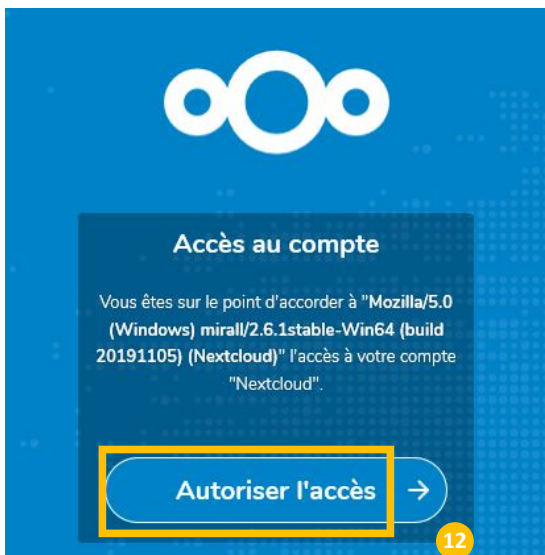 Accès au compte
Vous êtes sur le point d'accorder à "Mozilla/5.0
(Windows) mirall/2.6.1stable-Win64 (build
20191105) (Nextcloud)" l'accès à votre compte
"Nextcloud".
Autoriser l'accès →
12